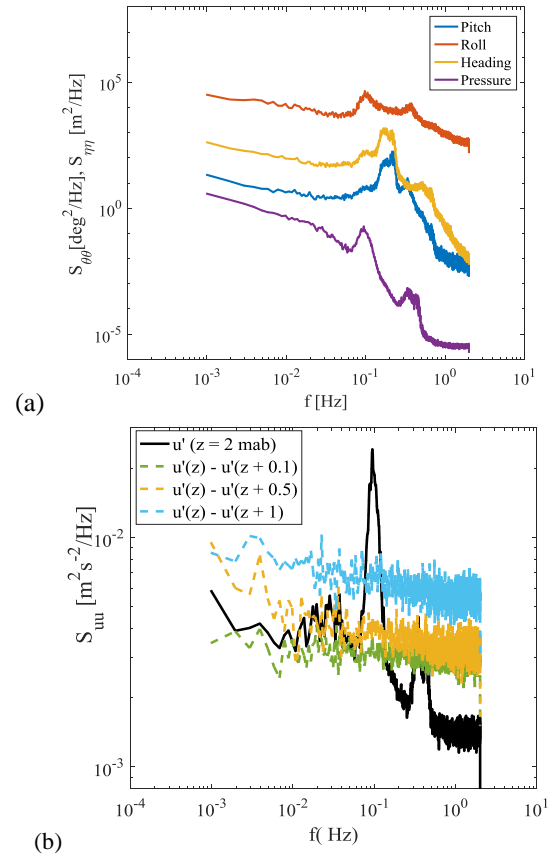 Pitch
Roll
Heading
Pressure
10^5
10^0
10^-5
S_θθ[deg^2/Hz], S_ηη [m^2/Hz]
10^-4 10^-3 10^-2 10^-1 10^0 10^1
f [Hz]
(a)
u' (z = 2 mab)
u'(z) - u'(z + 0.1)
u'(z) - u'(z + 0.5)
u'(z) - u'(z + 1)
10^-2
10^-3
S_uu [m^2 s^-2/Hz]
10^-4 10^-3 10^-2 10^-1 10^0 10^1
f( Hz)
(b)